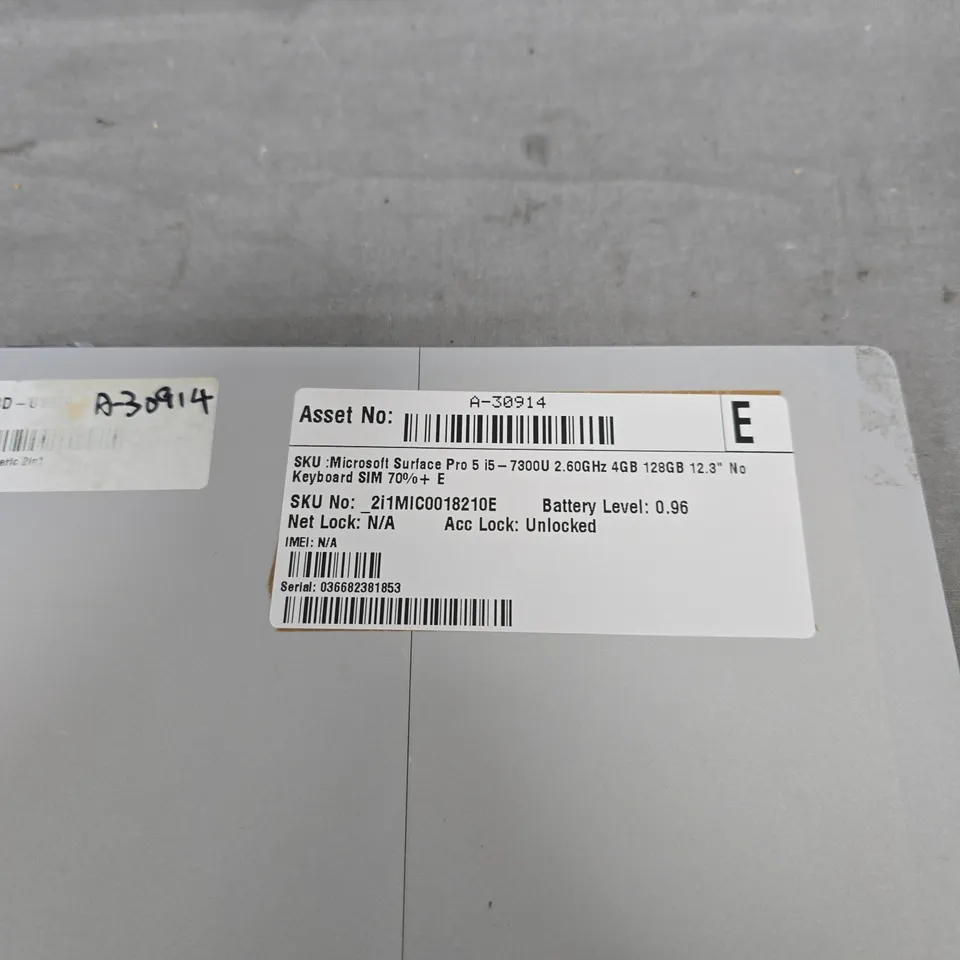 A-30914
2in1
Asset No:
A-30914
E
SKU :Microsoft Surface Pro 5 i5-7300U 2.60GHz 4GB 128GB 12.3" No
Keyboard SIM 70%+ E
SKU No: _2i1MIC0018210E Battery Level: 0.96
Net Lock: N/A Acc Lock: Unlocked
IMEI: N/A
Serial: 036682381853